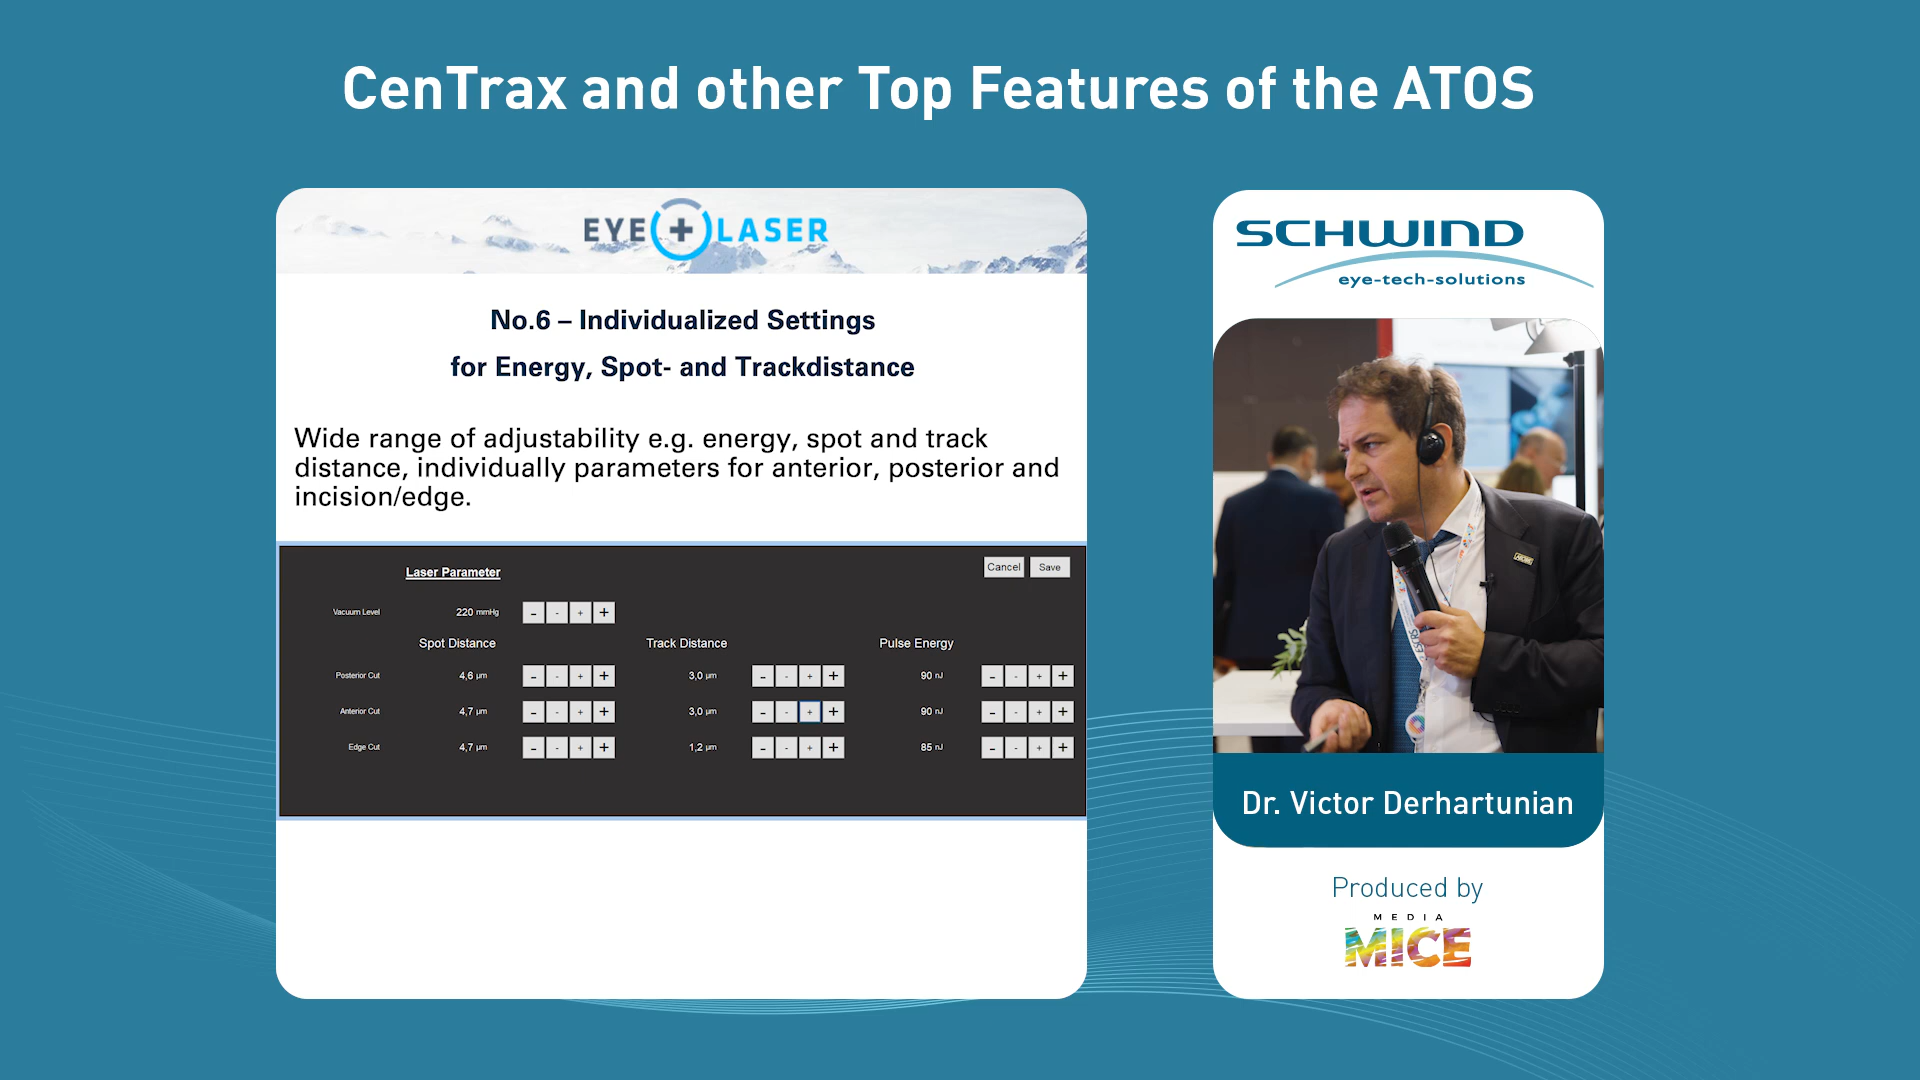 CenTrax and other Top Features of the ATOS
EYE+LASER
No.6 – Individualized Settings
for Energy, Spot- and Trackdistance
Wide range of adjustability e.g. energy, spot and track
distance, individually parameters for anterior, posterior and
incision/edge.
Laser Parameter
Cancel Save
Vacuum Level 220 mmHg - - + +
Spot Distance Track Distance Pulse Energy
Posterior Cut 4,6 µm - - + + 3,0 µm - - + + 90 nJ - - + +
Anterior Cut 4,7 µm - - + + 3,0 µm - - + + 90 nJ - - + +
Edge Cut 4,7 µm - - + + 1,2 µm - - + + 85 nJ - - + +
SCHWIND
eye-tech-solutions
ESCRS
Dr. Victor Derhartunian
Produced by
MEDIA
MICE